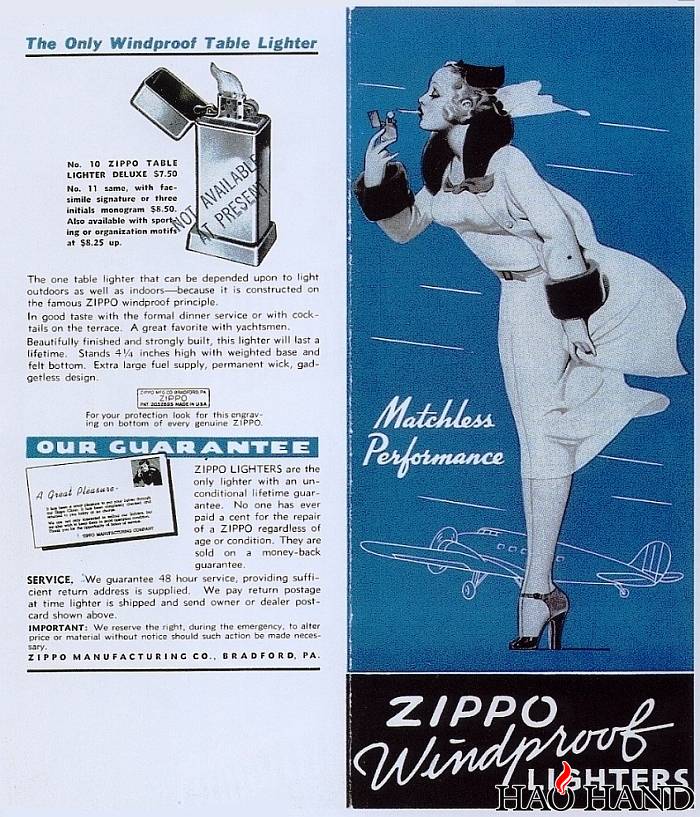 The Only Windproof Table Lighter
No. 10 ZIPPO TABLE
LIGHTER DELUXE $7.50
No. 11 same, with fac-
simile signature or three
initials monogram $8.50.
Also available with sport-
ing or organization motifs
at $8.25 up.
NOT AVAILABLE
AT PRESENT
The one table lighter that can be depended upon to light
outdoors as well as indoors—because it is constructed on
the famous ZIPPO windproof principle.
In good taste with the formal dinner service or with cock-
tails on the terrace. A great favorite with yachtsmen.
Beautifully finished and strongly built, this lighter will last a
lifetime. Stands 4¼ inches high with weighted base and
felt bottom. Extra large fuel supply, permanent wick, gad-
getless design.
ZIPPO MFG. CO. BRADFORD, PA.
ZIPPO
PAT. 2032695 MADE IN U.S.A.
For your protection look for this engrav-
ing on bottom of every genuine ZIPPO.
OUR GUARANTEE
A Great Pleasure-
ZIPPO MANUFACTURING COMPANY
ZIPPO LIGHTERS are the
only lighter with an un-
conditional lifetime guar-
antee. No one has ever
paid a cent for the repair
of a ZIPPO regardless of
age or condition. They are
sold on a money-back
guarantee.
SERVICE. We guarantee 48 hour service, providing suffi-
cient return address is supplied. We pay return postage
at time lighter is shipped and send owner or dealer post-
card shown above.
IMPORTANT: We reserve the right, during the emergency, to alter
price or material without notice should such action be made neces-
sary.
ZIPPO MANUFACTURING CO., BRADFORD, PA.
Matchless
Performance
ZIPPO
Windproof
LIGHTERS
HAO HAND